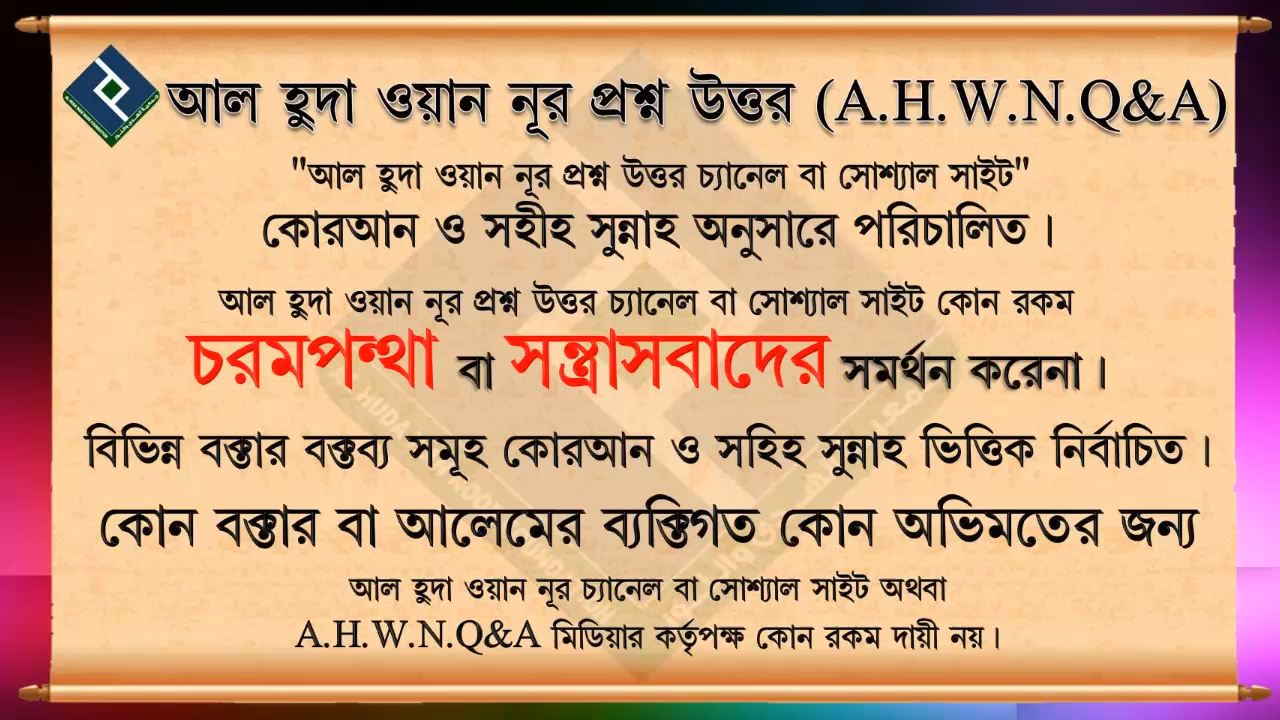 আল হুদা ওয়ান নূর প্রশ্ন উত্তর (A.H.W.N.Q&A)
"আল হুদা ওয়ান নূর প্রশ্ন উত্তর চ্যানেল বা সোশ্যাল সাইট"
কোরআন ও সহীহ সুন্নাহ অনুসারে পরিচালিত।
আল হুদা ওয়ান নূর প্রশ্ন উত্তর চ্যানেল বা সোশ্যাল সাইট কোন রকম
চরমপন্থা বা সন্ত্রাসবাদের সমর্থন করেনা।
বিভিন্ন বক্তার বক্তব্য সমূহ কোরআন ও সহিহ সুন্নাহ ভিত্তিক নির্বাচিত।
কোন বক্তার বা আলেমের ব্যক্তিগত কোন অভিমতের জন্য
আল হুদা ওয়ান নূর চ্যানেল বা সোশ্যাল সাইট অথবা
A.H.W.N.Q&A মিডিয়ার কর্তৃপক্ষ কোন রকম দায়ী নয়।